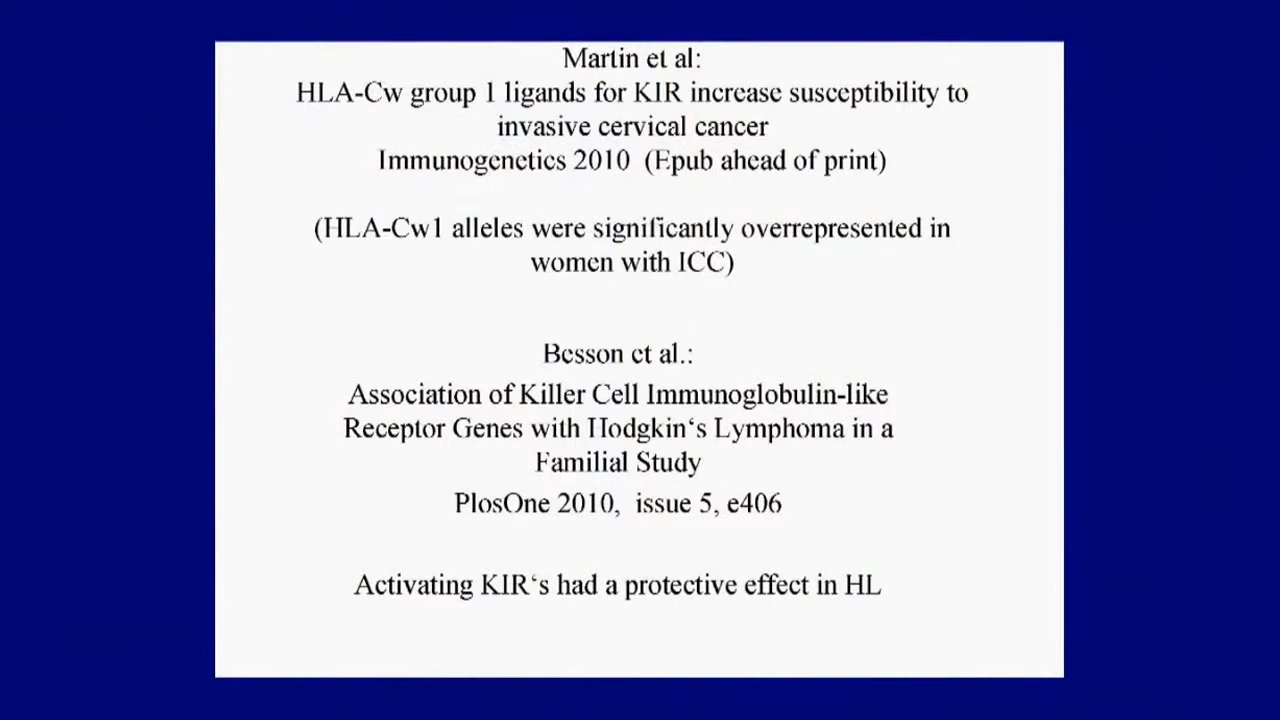 Martin et al:
HLA-Cw group 1 ligands for KIR increase susceptibility to
invasive cervical cancer
Immunogenetics 2010  (Epub ahead of print)
(HLA-Cw1 alleles were significantly overrepresented in
women with ICC)
Besson et al.:
Association of Killer Cell Immunoglobulin-like
Receptor Genes with Hodgkin‘s Lymphoma in a
Familial Study
PlosOne 2010,  issue 5, e406
Activating KIR‘s had a protective effect in HL